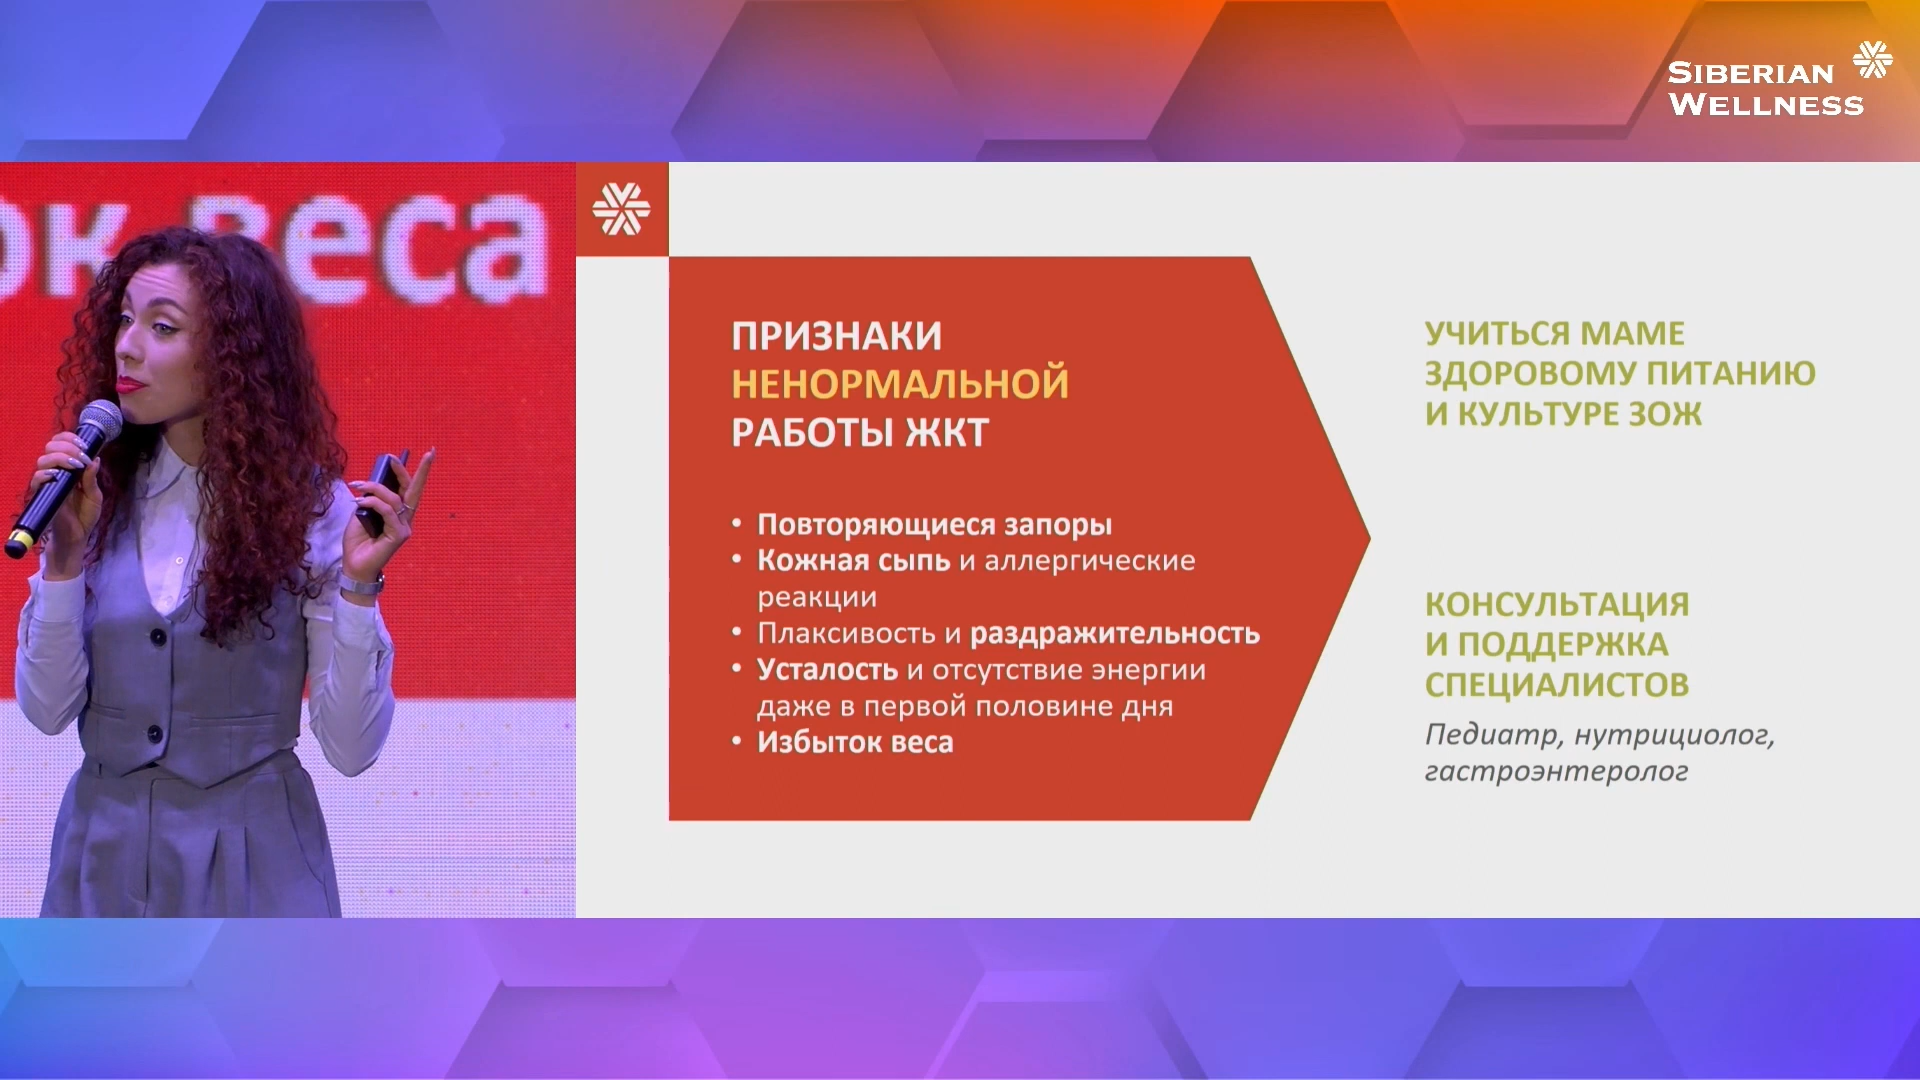 SIBERIAN
WELLNESS
ок веса
ПРИЗНАКИ
НЕНОРМАЛЬНОЙ
РАБОТЫ ЖКТ
• Повторяющиеся запоры
• Кожная сыпь и аллергические
реакции
• Плаксивость и раздражительность
• Усталость и отсутствие энергии
даже в первой половине дня
• Избыток веса
УЧИТЬСЯ МАМЕ
ЗДОРОВОМУ ПИТАНИЮ
И КУЛЬТУРЕ ЗОЖ
КОНСУЛЬТАЦИЯ
И ПОДДЕРЖКА
СПЕЦИАЛИСТОВ
Педиатр, нутрициолог,
гастроэнтеролог